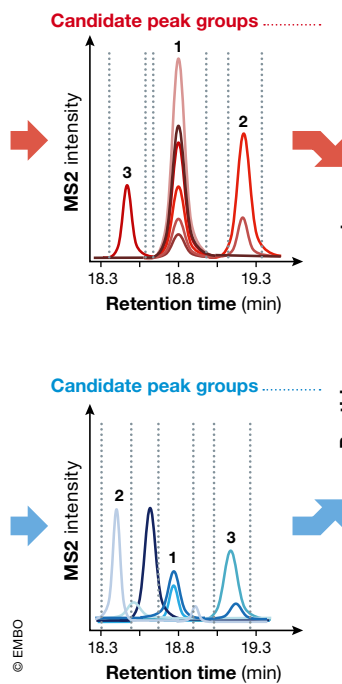 Candidate peak groups
1
2
3
MS2 intensity
18.3 18.8 19.3
Retention time (min)
Candidate peak groups
2
1
3
MS2 intensity
18.3 18.8 19.3
Retention time (min)
© EMBO